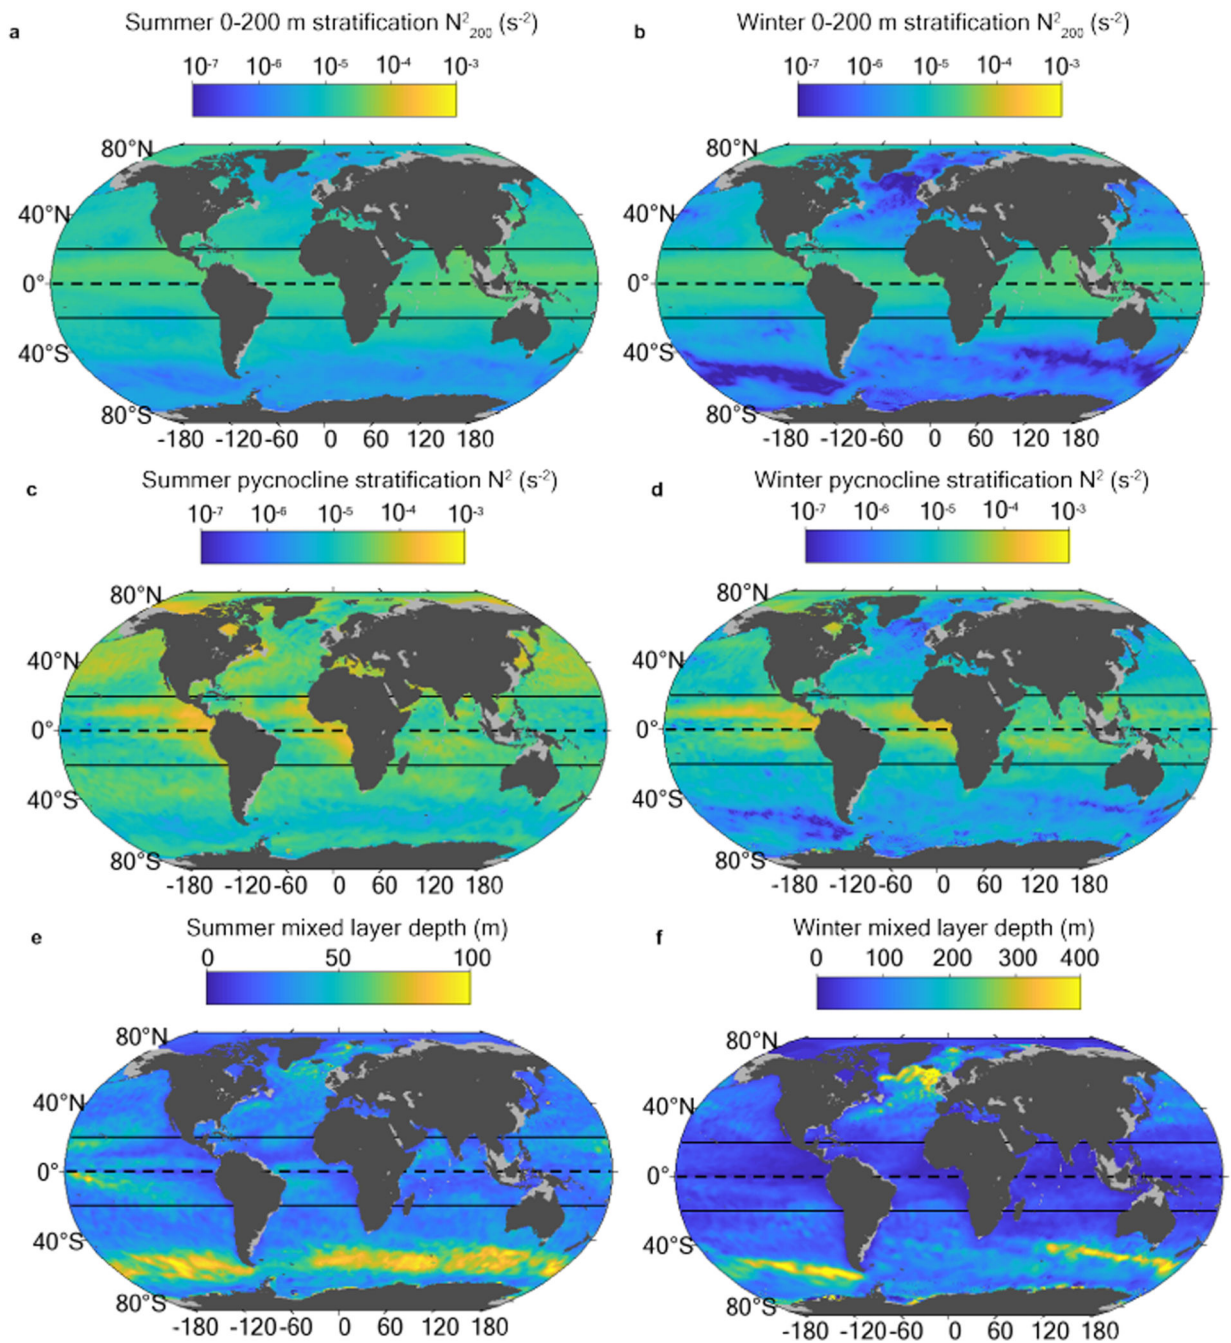 a Summer 0-200 m stratification N²₂₀₀ (s⁻²)
10⁻⁷ 10⁻⁶ 10⁻⁵ 10⁻⁴ 10⁻³
80°N
40°N
0°
40°S
80°S
-180 -120 -60 0 60 120 180
b Winter 0-200 m stratification N²₂₀₀ (s⁻²)
10⁻⁷ 10⁻⁶ 10⁻⁵ 10⁻⁴ 10⁻³
80°N
40°N
0°
40°S
80°S
-180 -120 -60 0 60 120 180
c Summer pycnocline stratification N² (s⁻²)
10⁻⁷ 10⁻⁶ 10⁻⁵ 10⁻⁴ 10⁻³
80°N
40°N
0°
40°S
80°S
-180 -120 -60 0 60 120 180
d Winter pycnocline stratification N² (s⁻²)
10⁻⁷ 10⁻⁶ 10⁻⁵ 10⁻⁴ 10⁻³
80°N
40°N
0°
40°S
80°S
-180 -120 -60 0 60 120 180
e Summer mixed layer depth (m)
0 50 100
80°N
40°N
0°
40°S
80°S
-180 -120 -60 0 60 120 180
f Winter mixed layer depth (m)
0 100 200 300 400
80°N
40°N
0°
40°S
80°S
-180 -120 -60 0 60 120 180